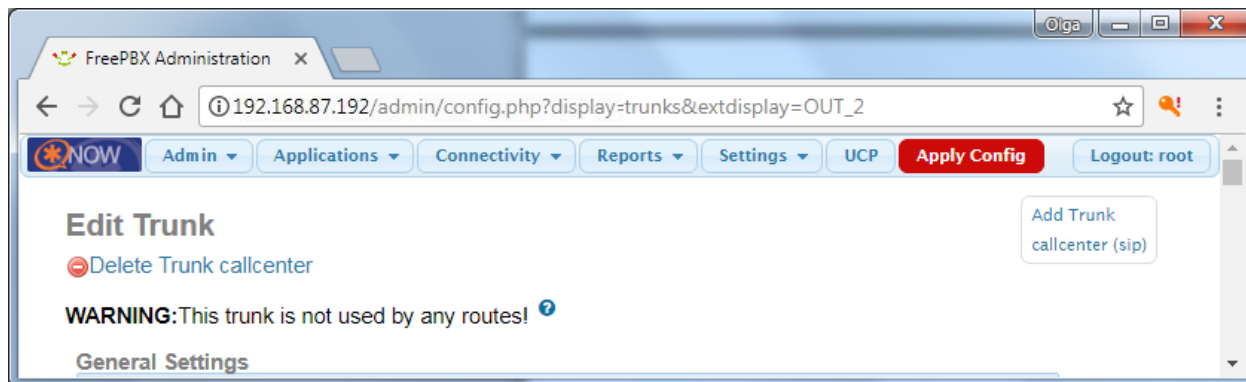 Olga
FreePBX Administration
192.168.87.192/admin/config.php?display=trunks&extdisplay=OUT_2
NOW Admin Applications Connectivity Reports Settings UCP Apply Config Logout: root
Edit Trunk
Add Trunk
callcenter (sip)
Delete Trunk callcenter
WARNING:This trunk is not used by any routes!
General Settings